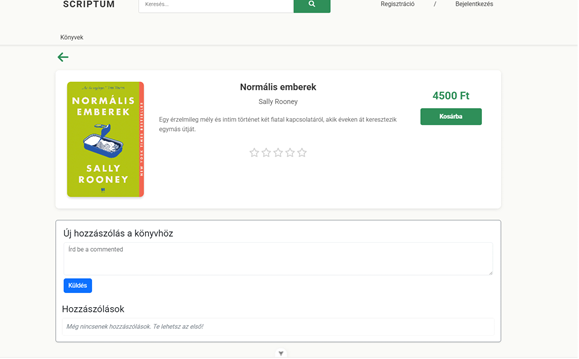 SCRIPTUM
Keresés..
Regisztráció / Bejelentkezés
Könyvek
NORMÁLIS
EMBEREK
SALLY
ROONEY
Normális emberek
Sally Rooney
Egy érzelmileg mély és intim történet két fiatal kapcsolatáról, akik éveken át keresztezik
egymás útját.
4500 Ft
Kosárba
Új hozzászólás a könyvhöz
Írd be a commented
Küldés
Hozzászólások
Még nincsenek hozzászólások. Te lehetsz az első!